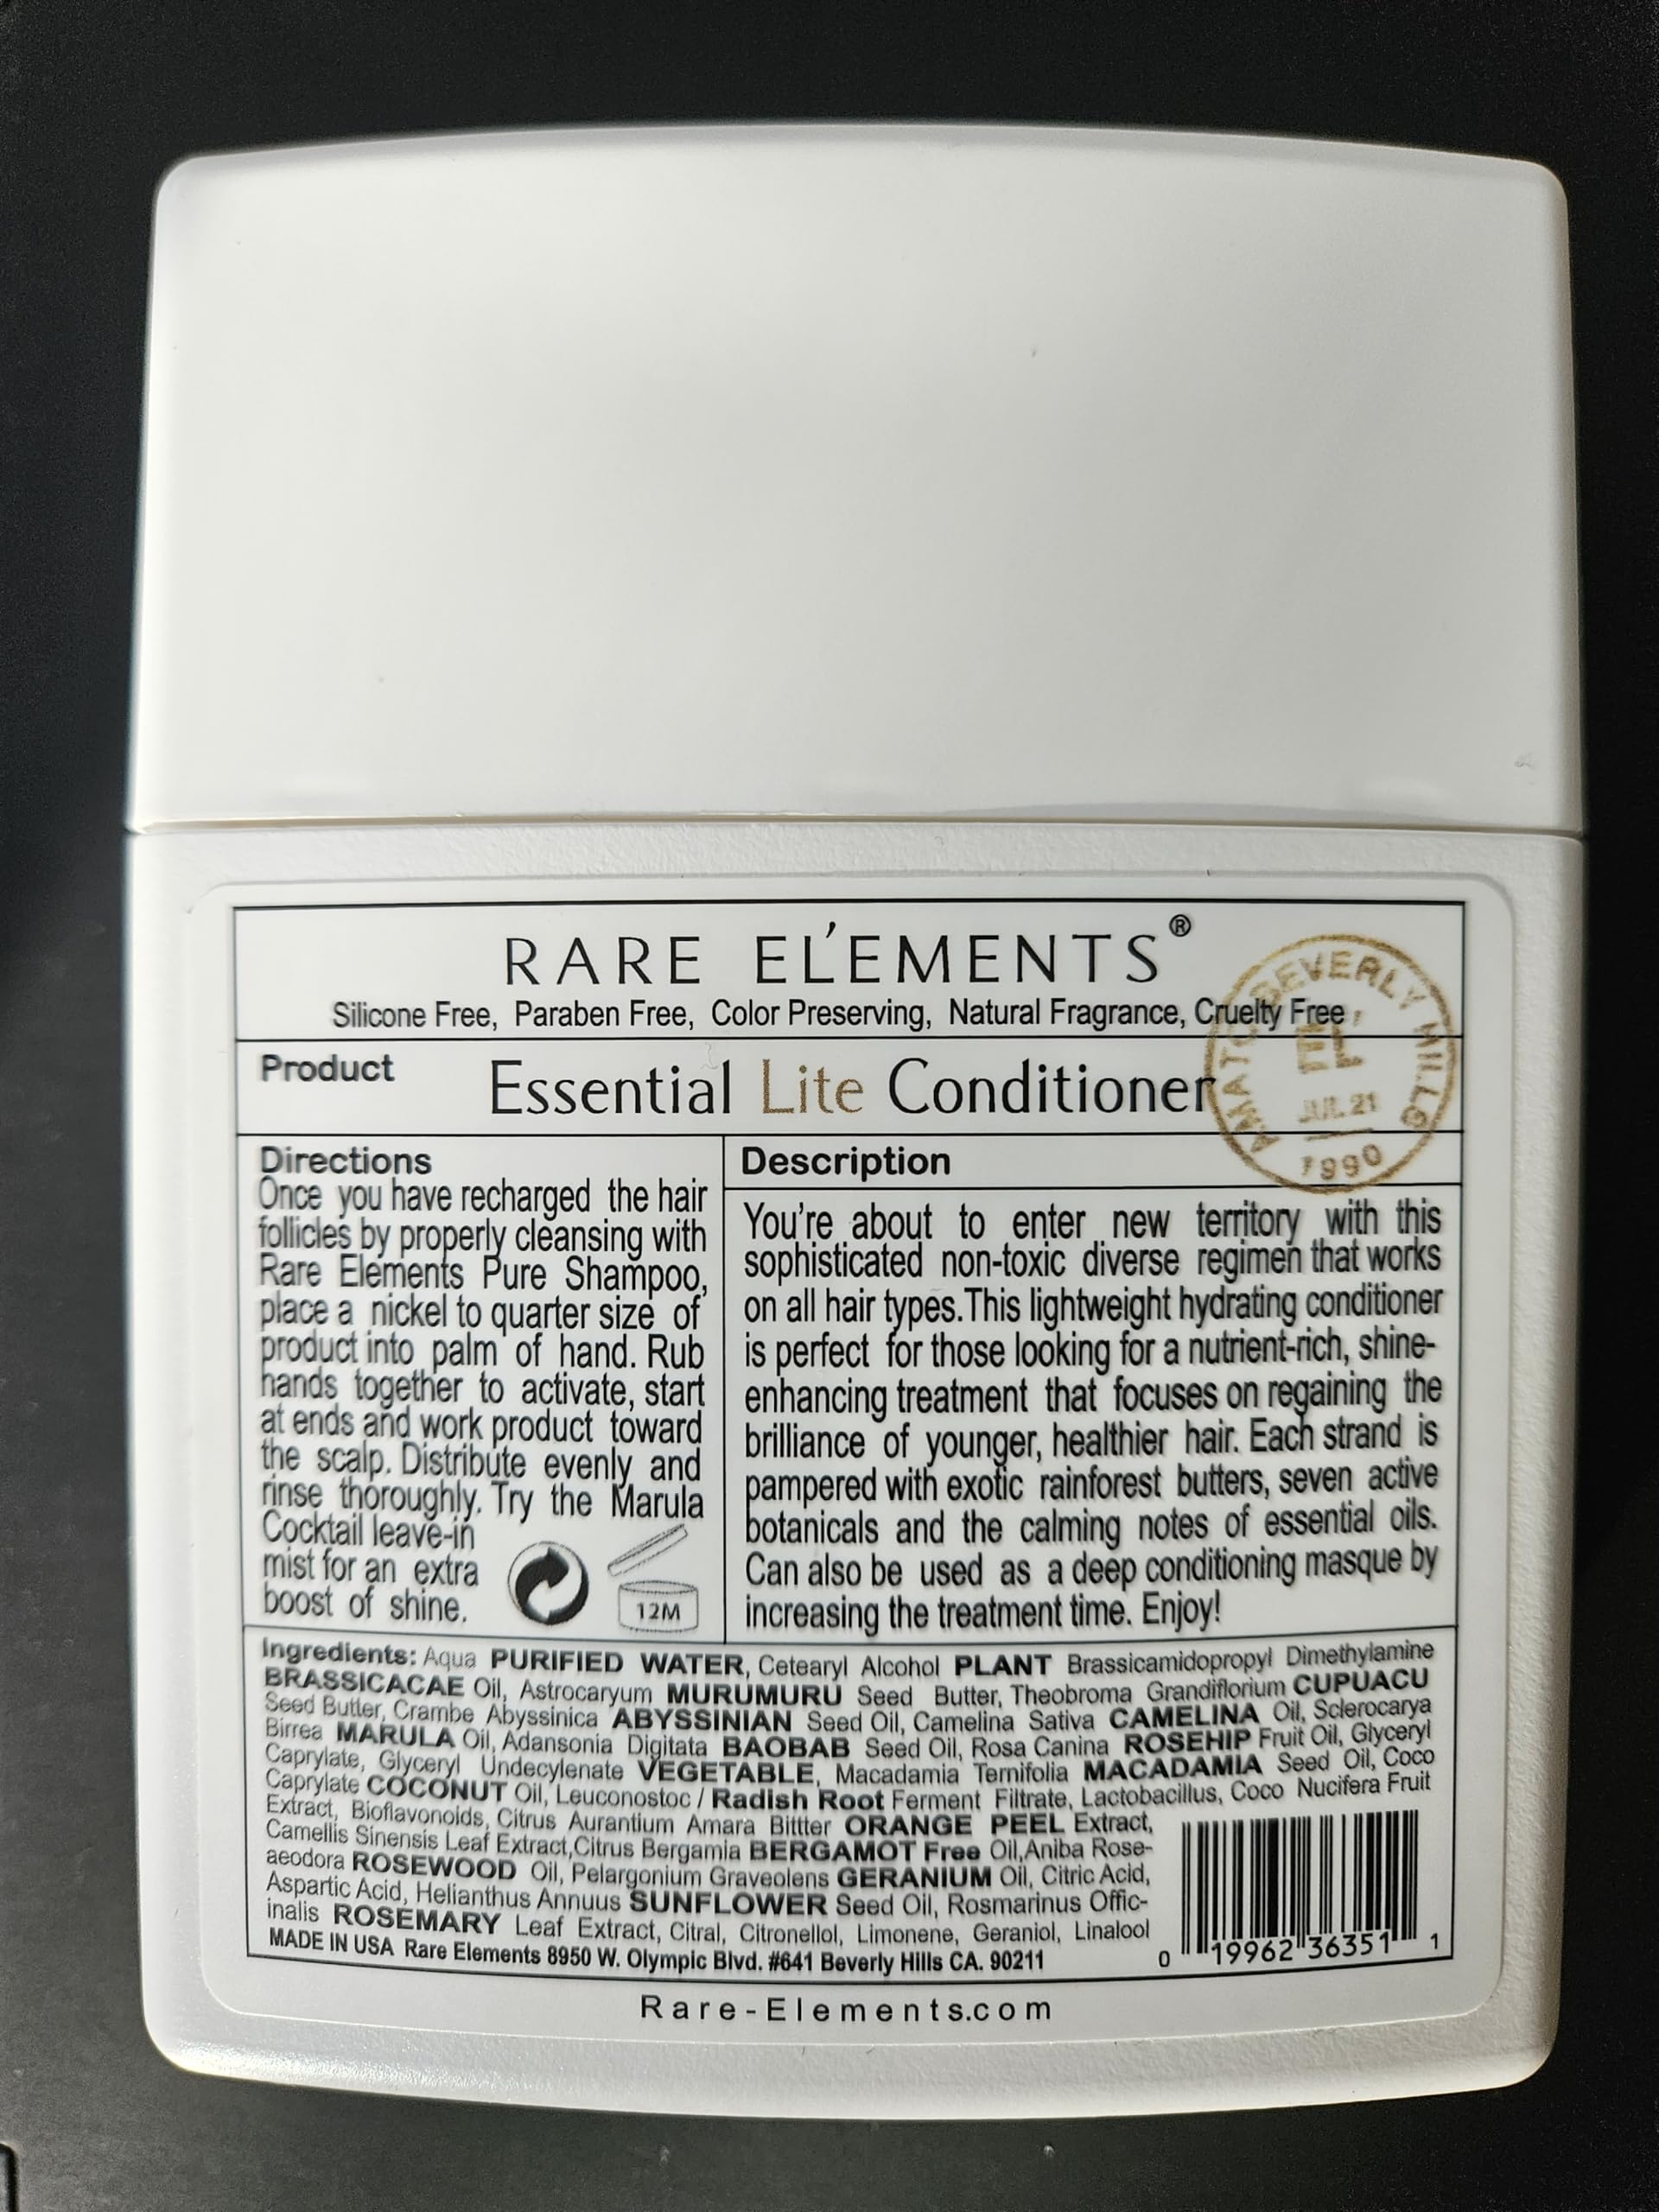 RARE EL'EMENTS®
Silicone Free, Paraben Free, Color Preserving, Natural Fragrance, Cruelty Free
AMATO BEVERLY HILLS
EL'
JUL.21
1990
Product
Essential Lite Conditioner
Directions
Once you have recharged the hair
follicles by properly cleansing with
Rare Elements Pure Shampoo,
place a nickel to quarter size of
product into palm of hand. Rub
hands together to activate, start
at ends and work product toward
the scalp. Distribute evenly and
rinse thoroughly. Try the Marula
Cocktail leave-in
mist for an extra
boost of shine.
12M
Description
You're about to enter new territory with this
sophisticated non-toxic diverse regimen that works
on all hair types.This lightweight hydrating conditioner
is perfect for those looking for a nutrient-rich, shine-
enhancing treatment that focuses on regaining the
brilliance of younger, healthier hair. Each strand is
pampered with exotic rainforest butters, seven active
botanicals and the calming notes of essential oils.
Can also be used as a deep conditioning masque by
increasing the treatment time. Enjoy!
Ingredients: Aqua PURIFIED WATER, Cetearyl Alcohol PLANT Brassicamidopropyl Dimethylamine
BRASSICACAE Oil, Astrocaryum MURUMURU Seed Butter, Theobroma Grandiflorium CUPUACU
Seed Butter, Crambe Abyssinica ABYSSINIAN Seed Oil, Camelina Sativa CAMELINA Oil, Sclerocarya
Birrea MARULA Oil, Adansonia Digitata BAOBAB Seed Oil, Rosa Canina ROSEHIP Fruit Oil, Glyceryl
Caprylate, Glyceryl Undecylenate VEGETABLE, Macadamia Ternifolia MACADAMIA Seed Oil, Coco
Caprylate COCONUT Oil, Leuconostoc / Radish Root Ferment Filtrate, Lactobacillus, Coco Nucifera Fruit
Extract, Bioflavonoids, Citrus Aurantium Amara Bittter ORANGE PEEL Extract,
Camellis Sinensis Leaf Extract,Citrus Bergamia BERGAMOT Free Oil,Aniba Rose-
aeodora ROSEWOOD Oil, Pelargonium Graveolens GERANIUM Oil, Citric Acid,
Aspartic Acid, Helianthus Annuus SUNFLOWER Seed Oil, Rosmarinus Offic-
inalis ROSEMARY Leaf Extract, Citral, Citronellol, Limonene, Geraniol, Linalool
MADE IN USA Rare Elements 8950 W. Olympic Blvd. #641 Beverly Hills CA. 90211
0 19962 36351 1
Rare-Elements.com